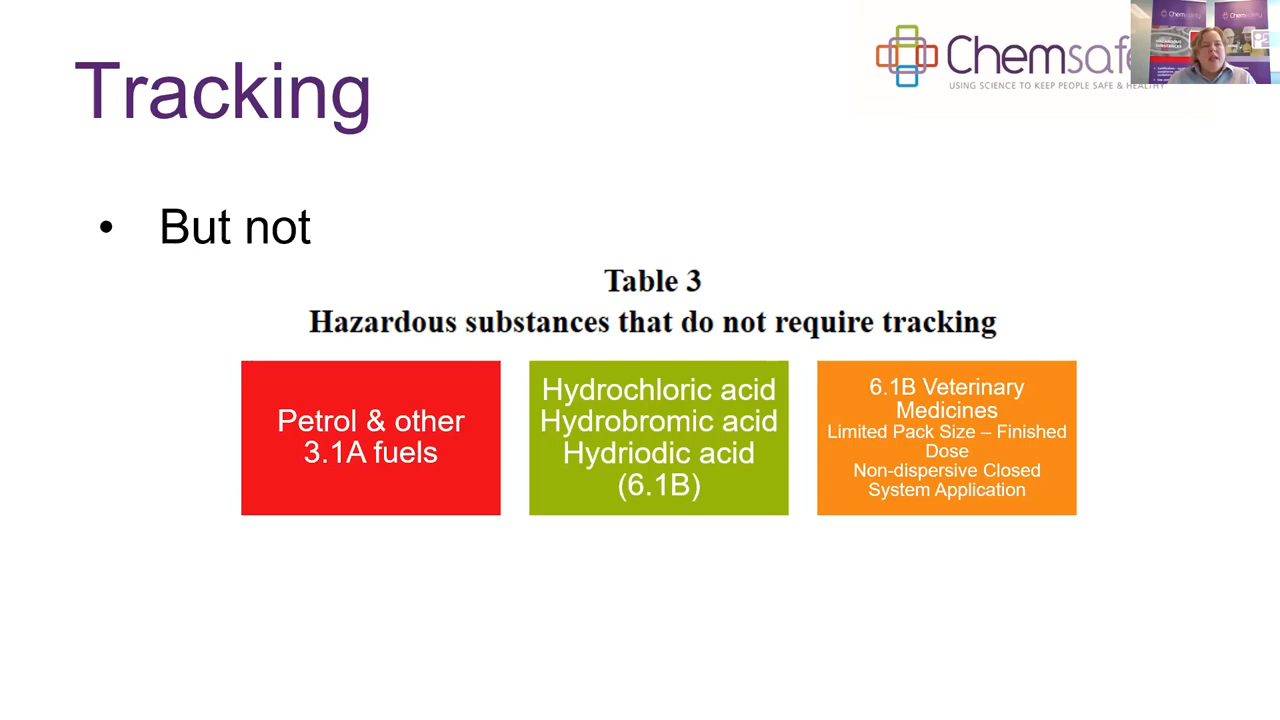 Tracking
Chemsafe
USING SCIENCE TO KEEP PEOPLE SAFE & HEALTHY
• But not
Table 3
Hazardous substances that do not require tracking
Petrol & other
3.1A fuels
Hydrochloric acid
Hydrobromic acid
Hydriodic acid
(6.1B)
6.1B Veterinary
Medicines
Limited Pack Size – Finished
Dose
Non-dispersive Closed
System Application